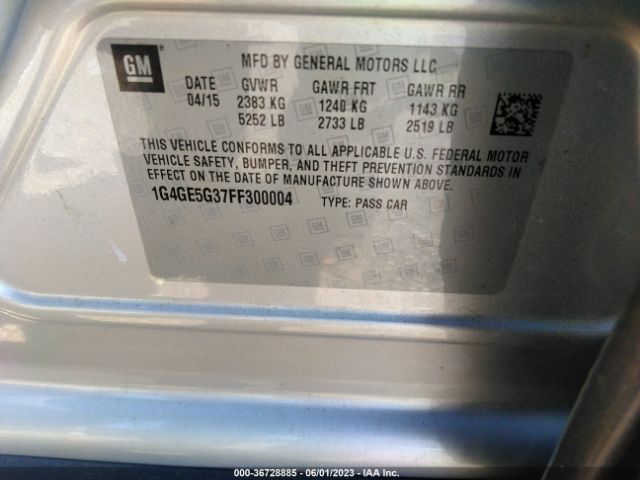 GM
MFD BY GENERAL MOTORS LLC
DATE GVWR GAWR FRT GAWR RR
04/15 2383 KG 1240 KG 1143 KG
5252 LB 2733 LB 2519 LB
THIS VEHICLE CONFORMS TO ALL APPLICABLE U.S. FEDERAL MOTOR
VEHICLE SAFETY, BUMPER, AND THEFT PREVENTION STANDARDS IN
EFFECT ON THE DATE OF MANUFACTURE SHOWN ABOVE.
1G4GE5G37FF300004 TYPE: PASS CAR
000-36728885 - 06/01/2023 - IAA Inc.